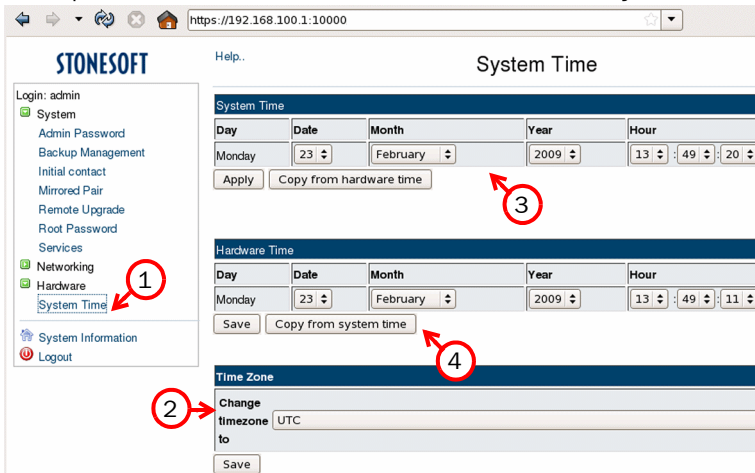 https://192.168.100.1:10000
STONESOFT
Help..
System Time
Login: admin
System
Admin Password
Backup Management
Initial contact
Mirrored Pair
Remote Upgrade
Root Password
Services
Networking
Hardware
System Time
System Information
Logout
1
System Time
Day Date Month Year Hour
Monday 23 February 2009 13 : 49 : 20
Apply Copy from hardware time
3
Hardware Time
Day Date Month Year Hour
Monday 23 February 2009 13 : 49 : 11
Save Copy from system time
4
Time Zone
2
Change
timezone UTC
to
Save